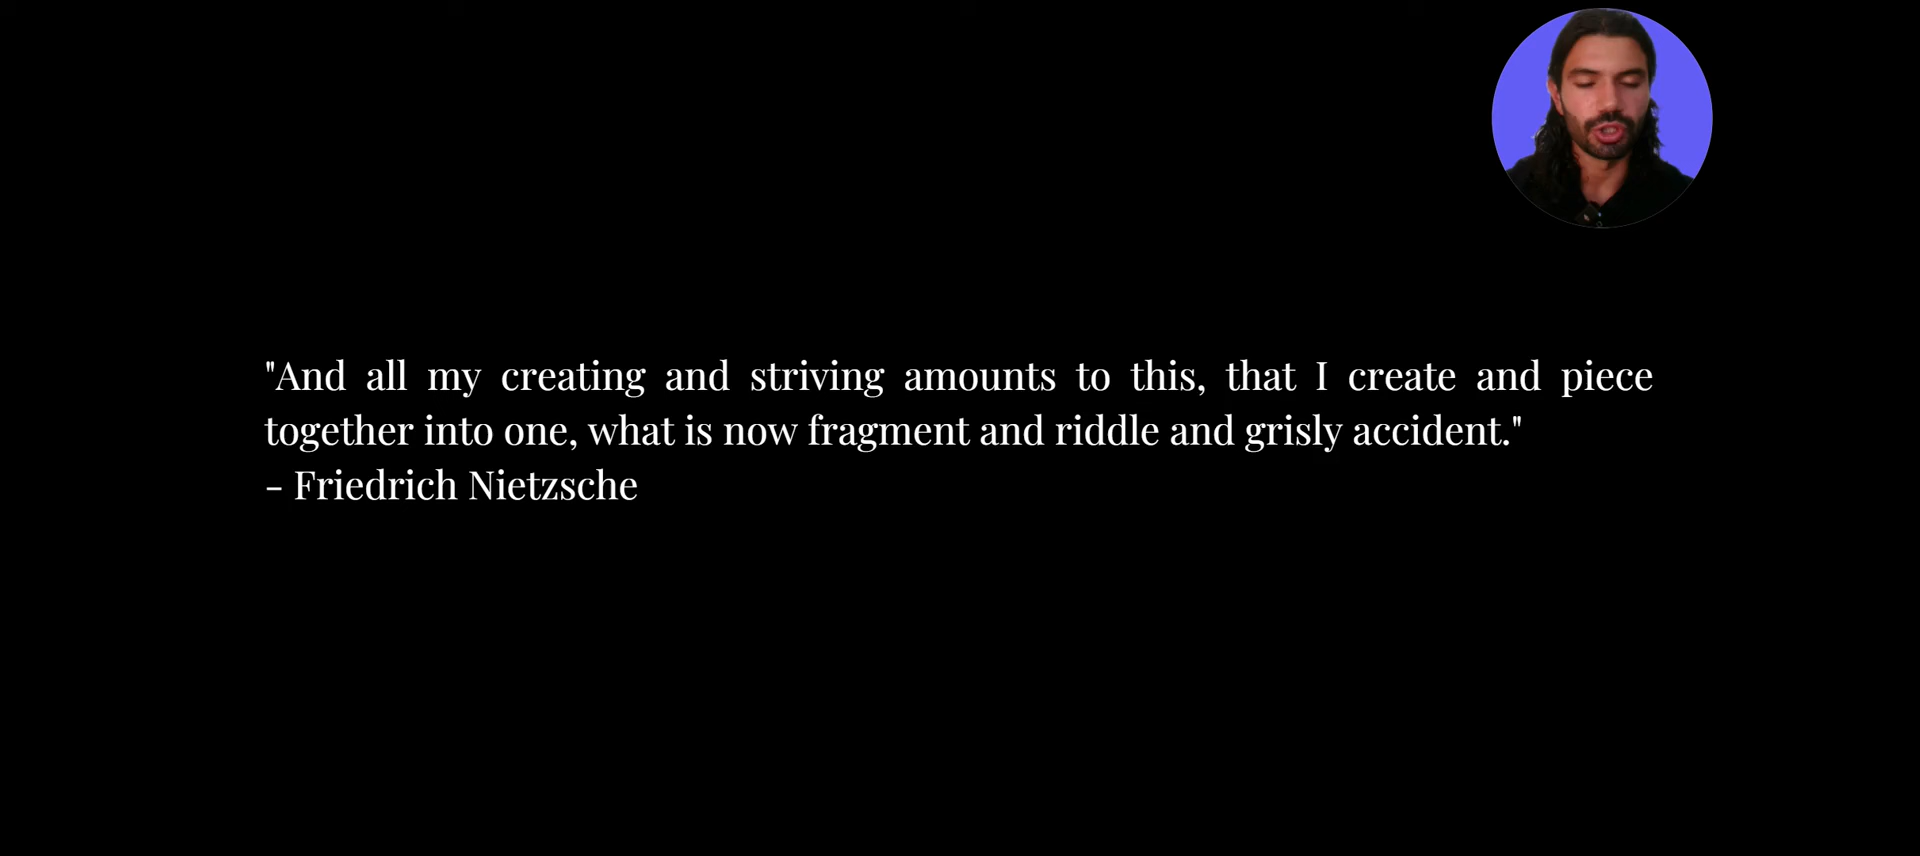 "And all my creating and striving amounts to this, that I create and piece
together into one, what is now fragment and riddle and grisly accident."
- Friedrich Nietzsche